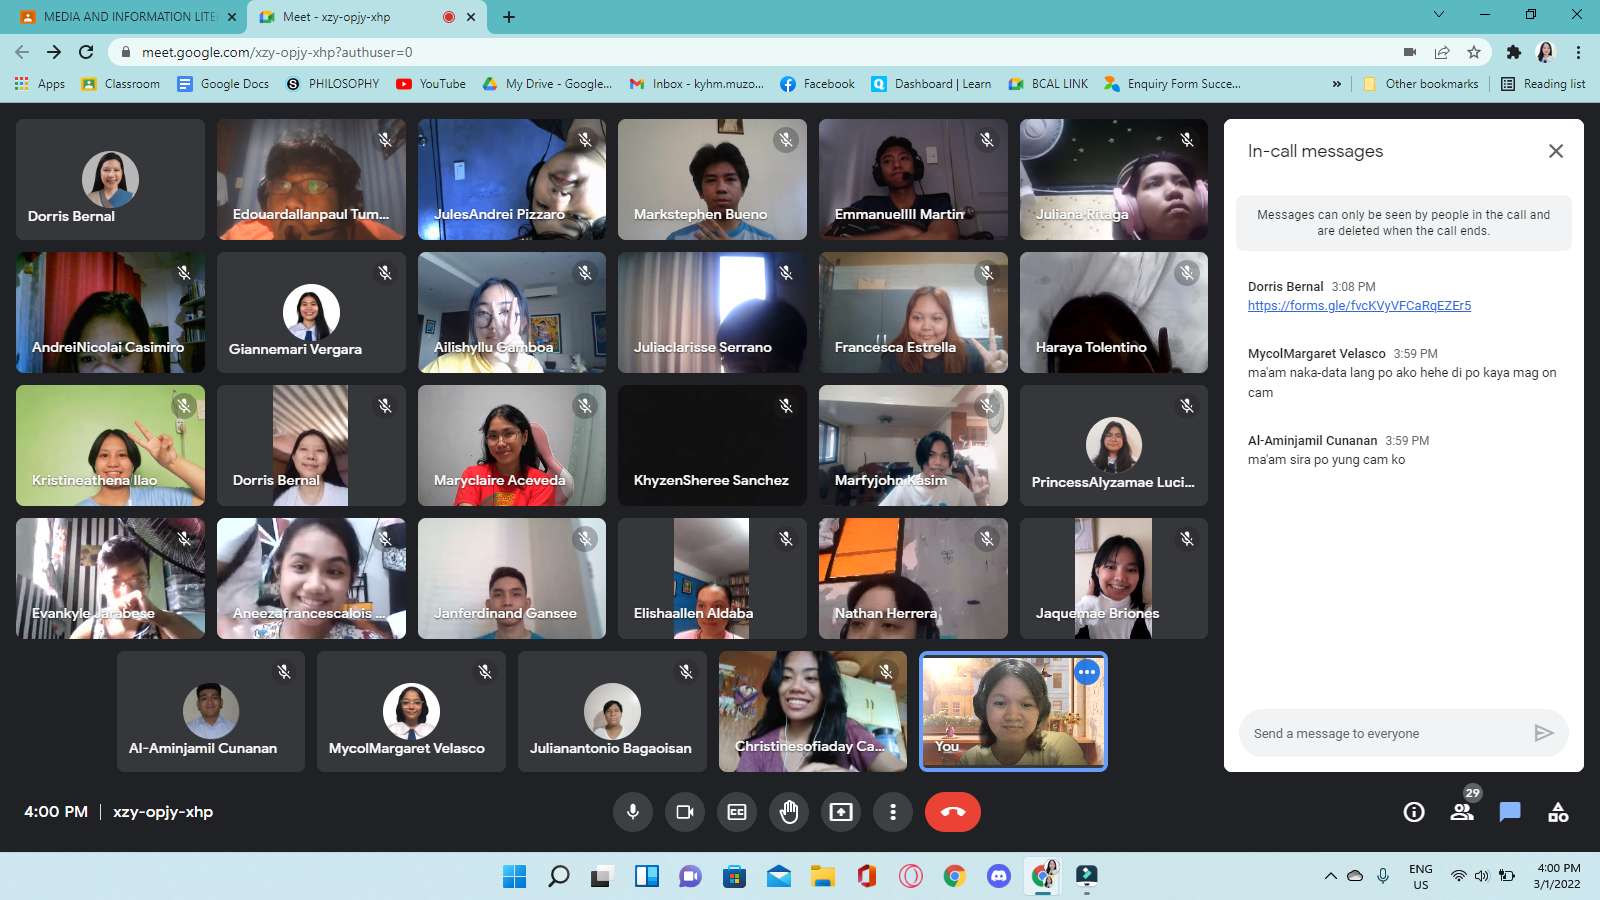 MEDIA AND INFORMATION LITE
Meet - xzy-opjy-xhp
meet.google.com/xzy-opjy-xhp?authuser=0
Apps
Classroom
Google Docs
PHILOSOPHY
YouTube
My Drive - Google...
Inbox - kyhm.muzo...
Facebook
Dashboard | Learn
BCAL LINK
Enquiry Form Succe...
»
Other bookmarks
Reading list
Dorris Bernal
Edouardallanpaul Tum...
JulesAndrei Pizzaro
Markstephen Bueno
EmmanuelIII Martin
Juliana Ritaga
AndreiNicolai Casimiro
Giannemari Vergara
Ailishyllu Gamboa
Juliaclarisse Serrano
Francesca Estrella
Haraya Tolentino
Kristineathena Ilao
Dorris Bernal
Maryclaire Aceveda
KhyzenSheree Sanchez
Marfyjohn Kasim
PrincessAlyzamae Luci...
Evankyle Jarabese
Aneezafrancescalois ...
Janferdinand Gansee
Elishaallen Aldaba
Nathan Herrera
Jaquemae Briones
Al-Aminjamil Cunanan
MycolMargaret Velasco
Julianantonio Bagaoisan
Christinesofiaday Ca...
You
In-call messages
Messages can only be seen by people in the call and
are deleted when the call ends.
Dorris Bernal 3:08 PM
https://forms.gle/fvcKVyVFCaRqEZEr5
MycolMargaret Velasco 3:59 PM
ma'am naka-data lang po ako hehe di po kaya mag on
cam
Al-Aminjamil Cunanan 3:59 PM
ma'am sira po yung cam ko
Send a message to everyone
4:00 PM | xzy-opjy-xhp
CC
29
ENG
US
4:00 PM
3/1/2022